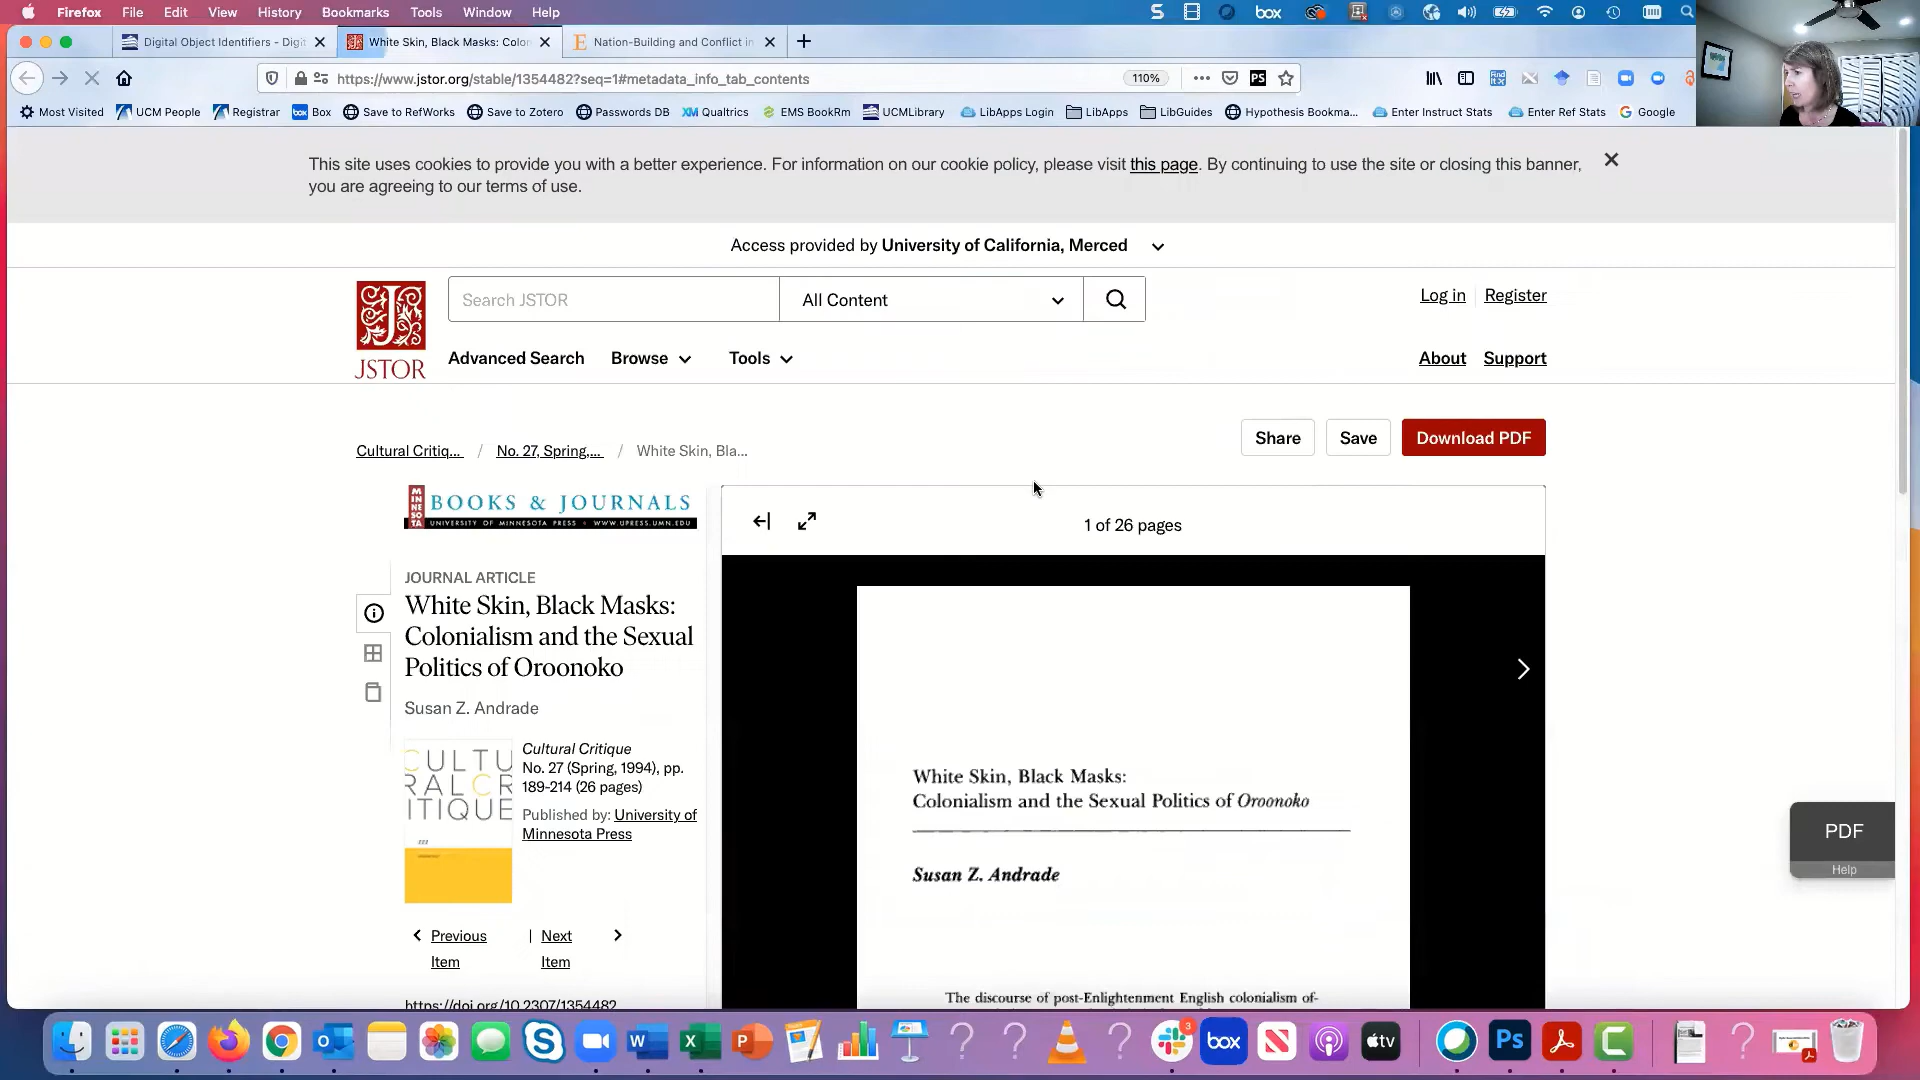 Firefox File Edit View History Bookmarks Tools Window Help
box
Digital Object Identifiers - Digit
White Skin, Black Masks: Colon
Nation-Building and Conflict in
https://www.jstor.org/stable/1354482?seq=1#metadata_info_tab_contents
110%
Most Visited UCM People Registrar Box Save to RefWorks Save to Zotero Passwords DB Qualtrics EMS BookRm UCMLibrary LibApps Login LibApps LibGuides Hypothesis Bookma... Enter Instruct Stats Enter Ref Stats Google
This site uses cookies to provide you with a better experience. For information on our cookie policy, please visit this page. By continuing to use the site or closing this banner,
you are agreeing to our terms of use.
Access provided by University of California, Merced
JSTOR
Search JSTOR
All Content
Log in Register
Advanced Search Browse Tools
About Support
Cultural Critiq... / No. 27, Spring,... / White Skin, Bla...
Share Save Download PDF
MINNESOTA
BOOKS & JOURNALS
UNIVERSITY OF MINNESOTA PRESS • WWW.UPRESS.UMN.EDU
1 of 26 pages
JOURNAL ARTICLE
White Skin, Black Masks:
Colonialism and the Sexual
Politics of Oroonoko
Susan Z. Andrade
CULTU
RALCR
ITIQUE
Cultural Critique
No. 27 (Spring, 1994), pp.
189-214 (26 pages)
Published by: University of
Minnesota Press
Previous
Item
| Next
Item
https://doi.org/10.2307/1354482
White Skin, Black Masks:
Colonialism and the Sexual Politics of Oroonoko
Susan Z. Andrade
The discourse of post-Enlightenment English colonialism of-
PDF
Help
3
box
tv
Ps